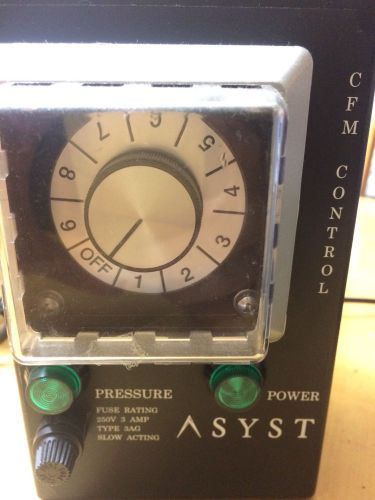 CFM CONTROL
OFF 1 2 3 4 5 6 7 8 9
PRESSURE
POWER
FUSE RATING
250V 3 AMP
TYPE 3AG
SLOW ACTING
ASYST